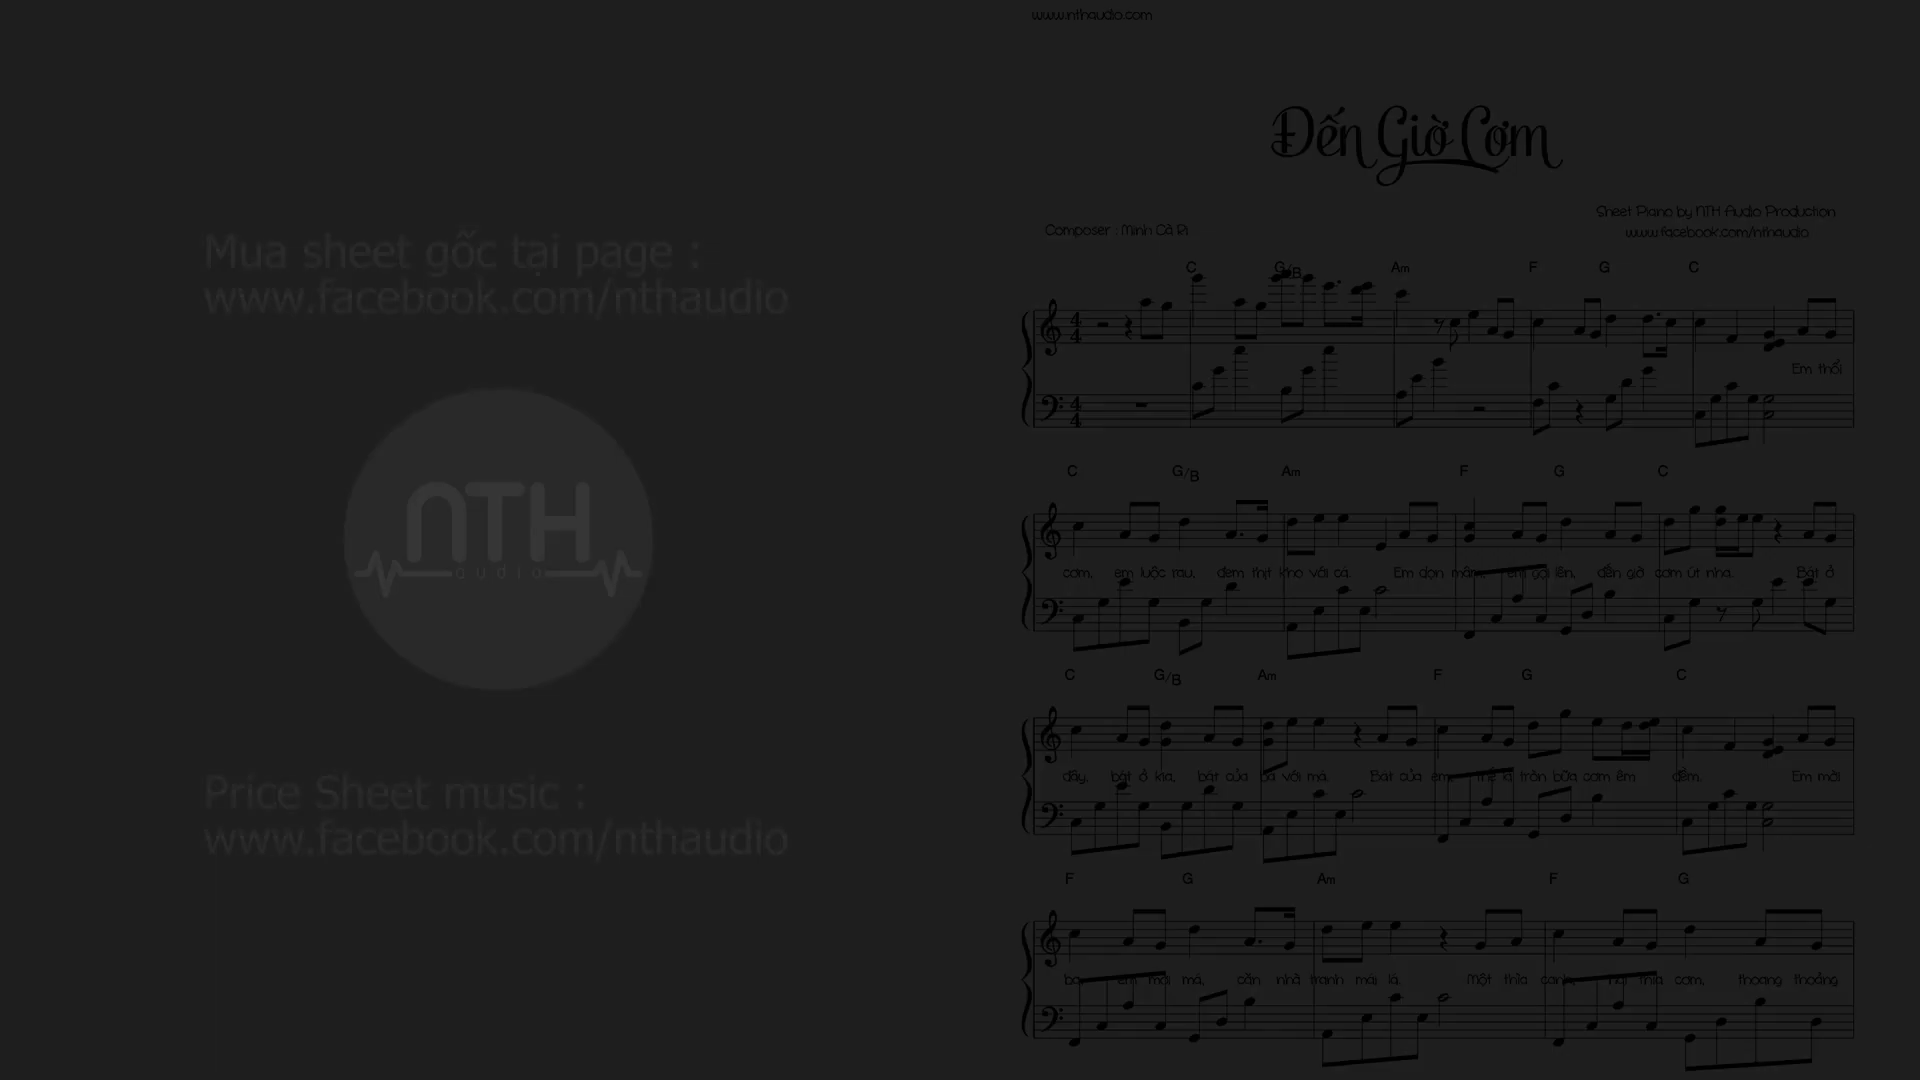 Mua sheet gốc tại page :
www.facebook.com/nthaudio
NTH
audio
Price Sheet music :
www.facebook.com/nthaudio
www.nthaudio.com
Đến Giờ Cơm
Sheet Piano by NTH Audio Production
Composer : Minh Cà Ri
www.facebook.com/nthaudio
C G/B Am F G C
Em thổi
C G/B Am F G C
cơm, em luộc rau, đem thịt kho với cá. Em dọn mâm, em gọi lên, đến giờ cơm út nha. Bát ở
C G/B Am F G C
đây, bát ở kia, bát của ba với má. Bát của em, thế là tròn bữa cơm êm đềm. Em mời
F G Am F G
ba, em mời má, căn nhà tranh mái lá. Một thìa canh, hai thìa cơm, thoang thoảng